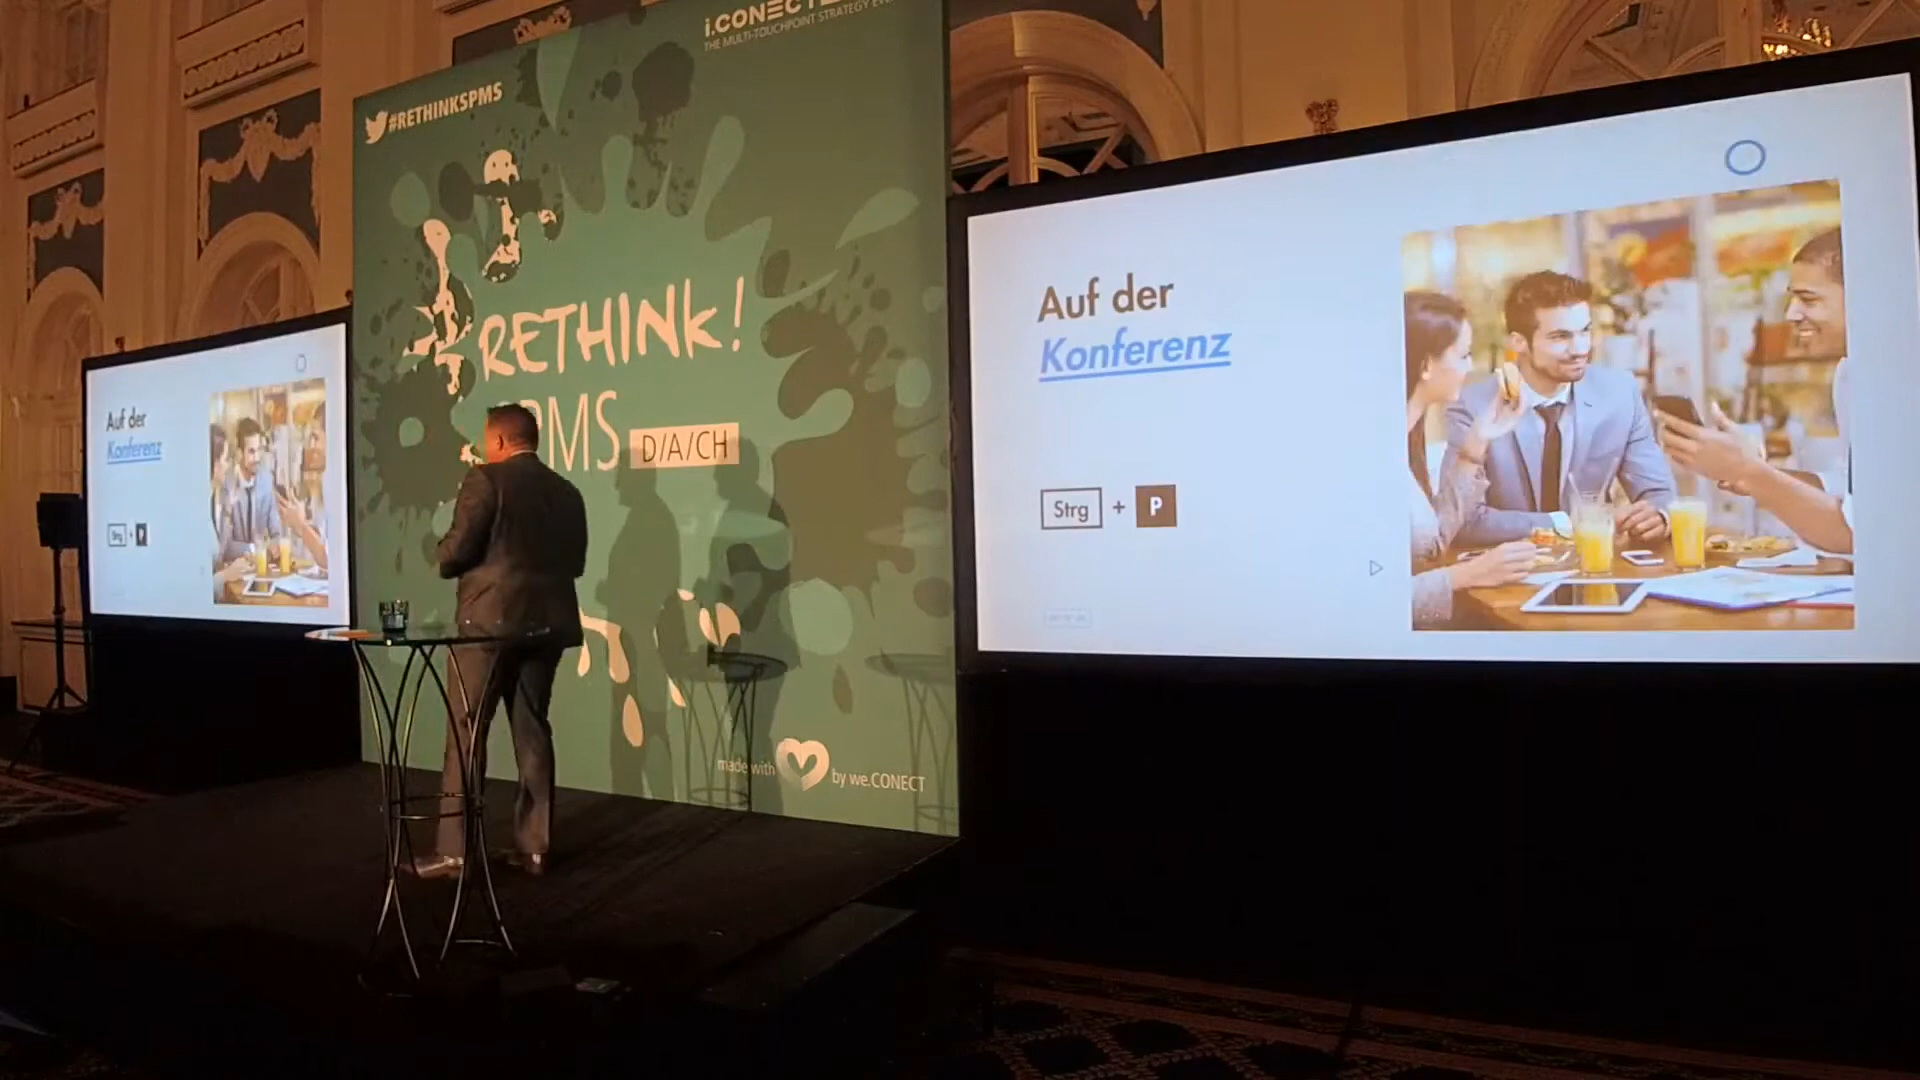 i.CONECT
THE MULTI-TOUCHPOINT STRATEGY
#RETHINKSPMS
RETHINK!
SPMS
D/A/CH
made with by we.CONECT
Auf der
Konferenz
Strg + P
Auf der
Konferenz
Strg + P